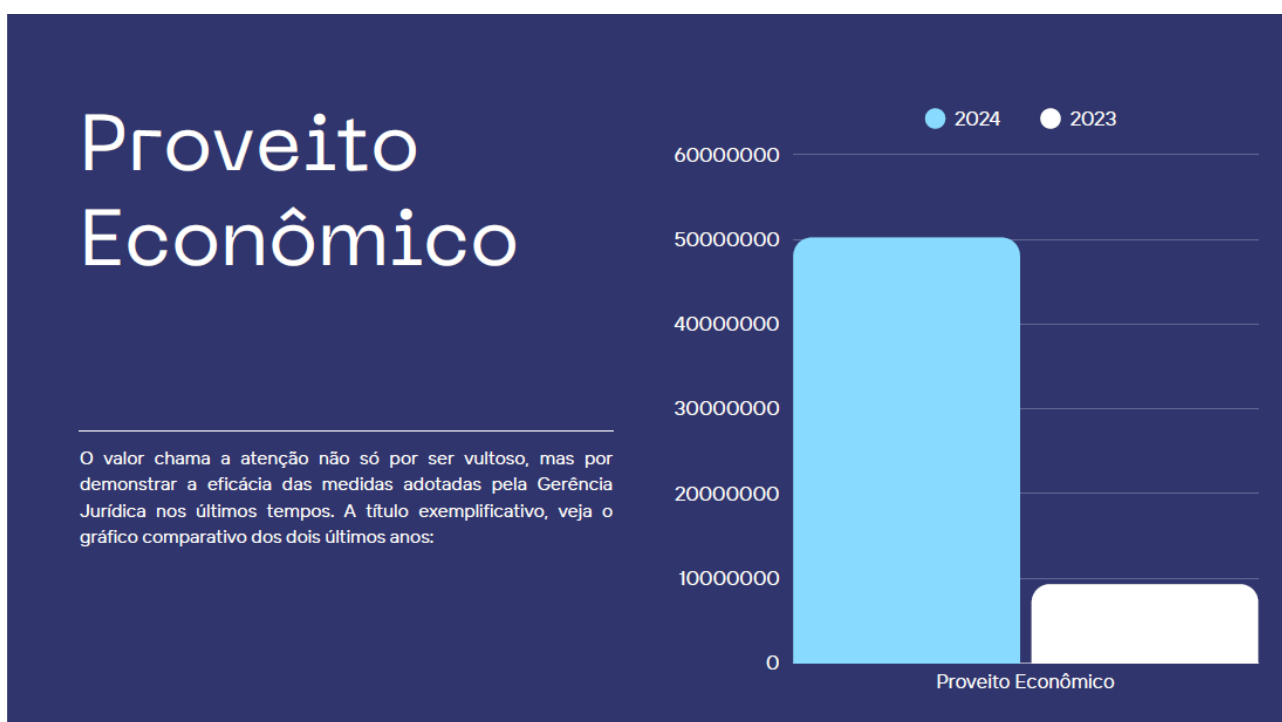 Proveito
Econômico
O valor chama a atenção não só por ser vultoso, mas por
demonstrar a eficácia das medidas adotadas pela Gerência
Jurídica nos últimos tempos. A título exemplificativo, veja o
gráfico comparativo dos dois últimos anos:
2024 2023
60000000
50000000
40000000
30000000
20000000
10000000
0
Proveito Econômico